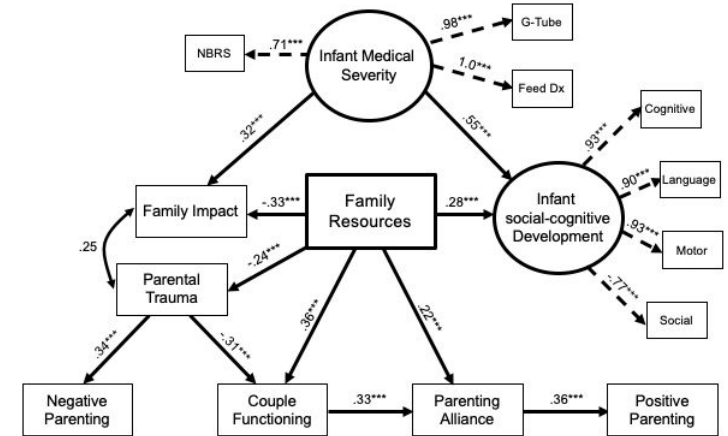 G-Tube
.98***
NBRS
.71***
Infant Medical
Severity
1.0***
Feed Dx
.32***
.55***
Cognitive
.93***
Language
.90***
Family Impact
-.33***
Family
Resources
.28***
Infant
social-cognitive
Development
.93***
Motor
.25
Parental
Trauma
-.24***
-.77***
Social
.34***
-.31***
.36***
.22***
Negative
Parenting
Couple
Functioning
.33***
Parenting
Alliance
.36***
Positive
Parenting